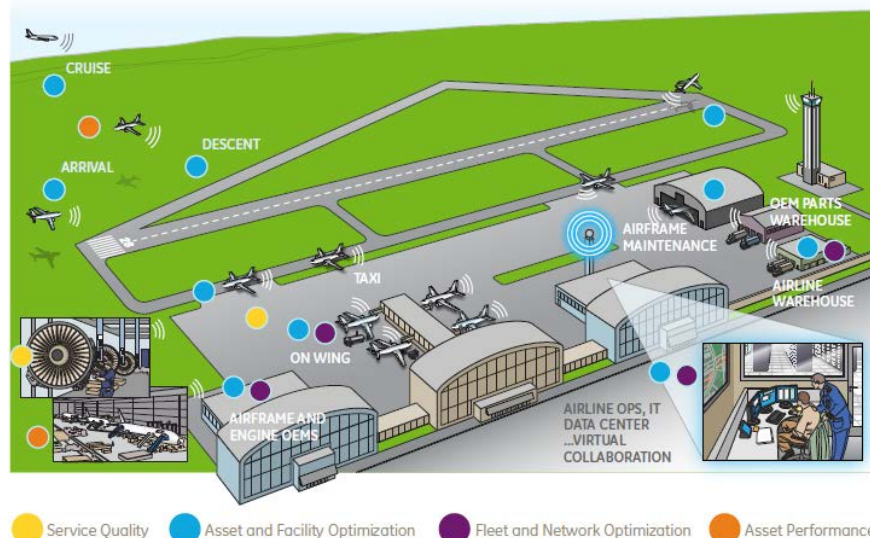 CRUISE
DESCENT
ARRIVAL
OEM PARTS
WAREHOUSE
AIRFRAME
MAINTENANCE
TAXI
AIRLINE
WAREHOUSE
ON WING
AIRFRAME AND
ENGINE OEMS
AIRLINE OPS, IT
DATA CENTER
...VIRTUAL
COLLABORATION
Service Quality
Asset and Facility Optimization
Fleet and Network Optimization
Asset Performance